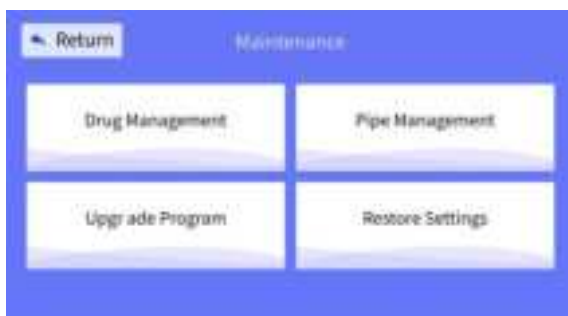 Return
Maintenance
Drug Management
Pipe Management
Upgr ade Program
Restore Settings